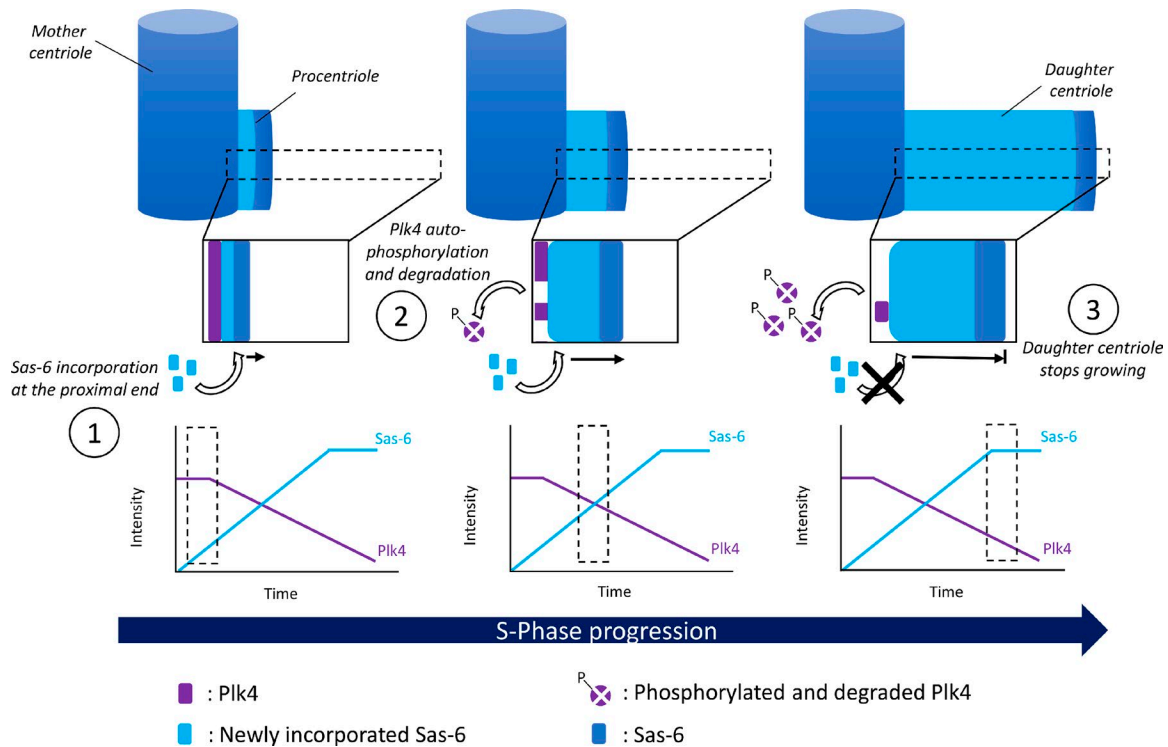 Mother
centriole
Procentriole
Daughter
centriole
Plk4 auto-
phosphorylation
and degradation
2
P
P
P
P
3
Daughter centriole
stops growing
Sas-6 incorporation
at the proximal end
1
Sas-6
Plk4
Intensity
Time
Sas-6
Plk4
Intensity
Time
Sas-6
Plk4
Intensity
Time
S-Phase progression
: Plk4
P
: Phosphorylated and degraded Plk4
: Newly incorporated Sas-6
: Sas-6